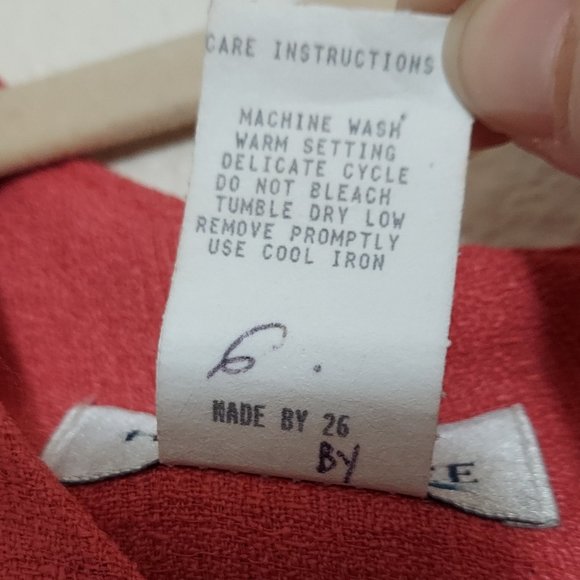 CARE INSTRUCTIONS
MACHINE WASH
WARM SETTING
DELICATE CYCLE
DO NOT BLEACH
TUMBLE DRY LOW
REMOVE PROMPTLY
USE COOL IRON
6.
MADE BY 26
BY